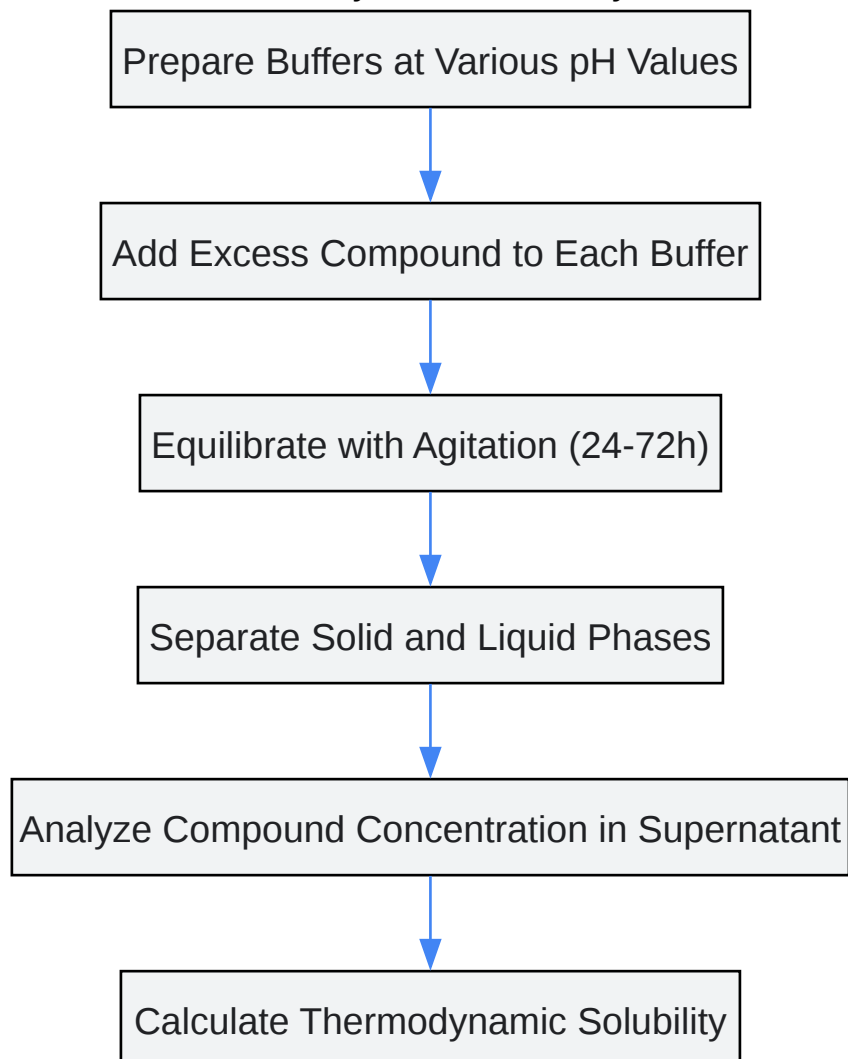 Prepare Buffers at Various pH Values
Add Excess Compound to Each Buffer
Equilibrate with Agitation (24-72h)
Separate Solid and Liquid Phases
Analyze Compound Concentration in Supernatant
Calculate Thermodynamic Solubility